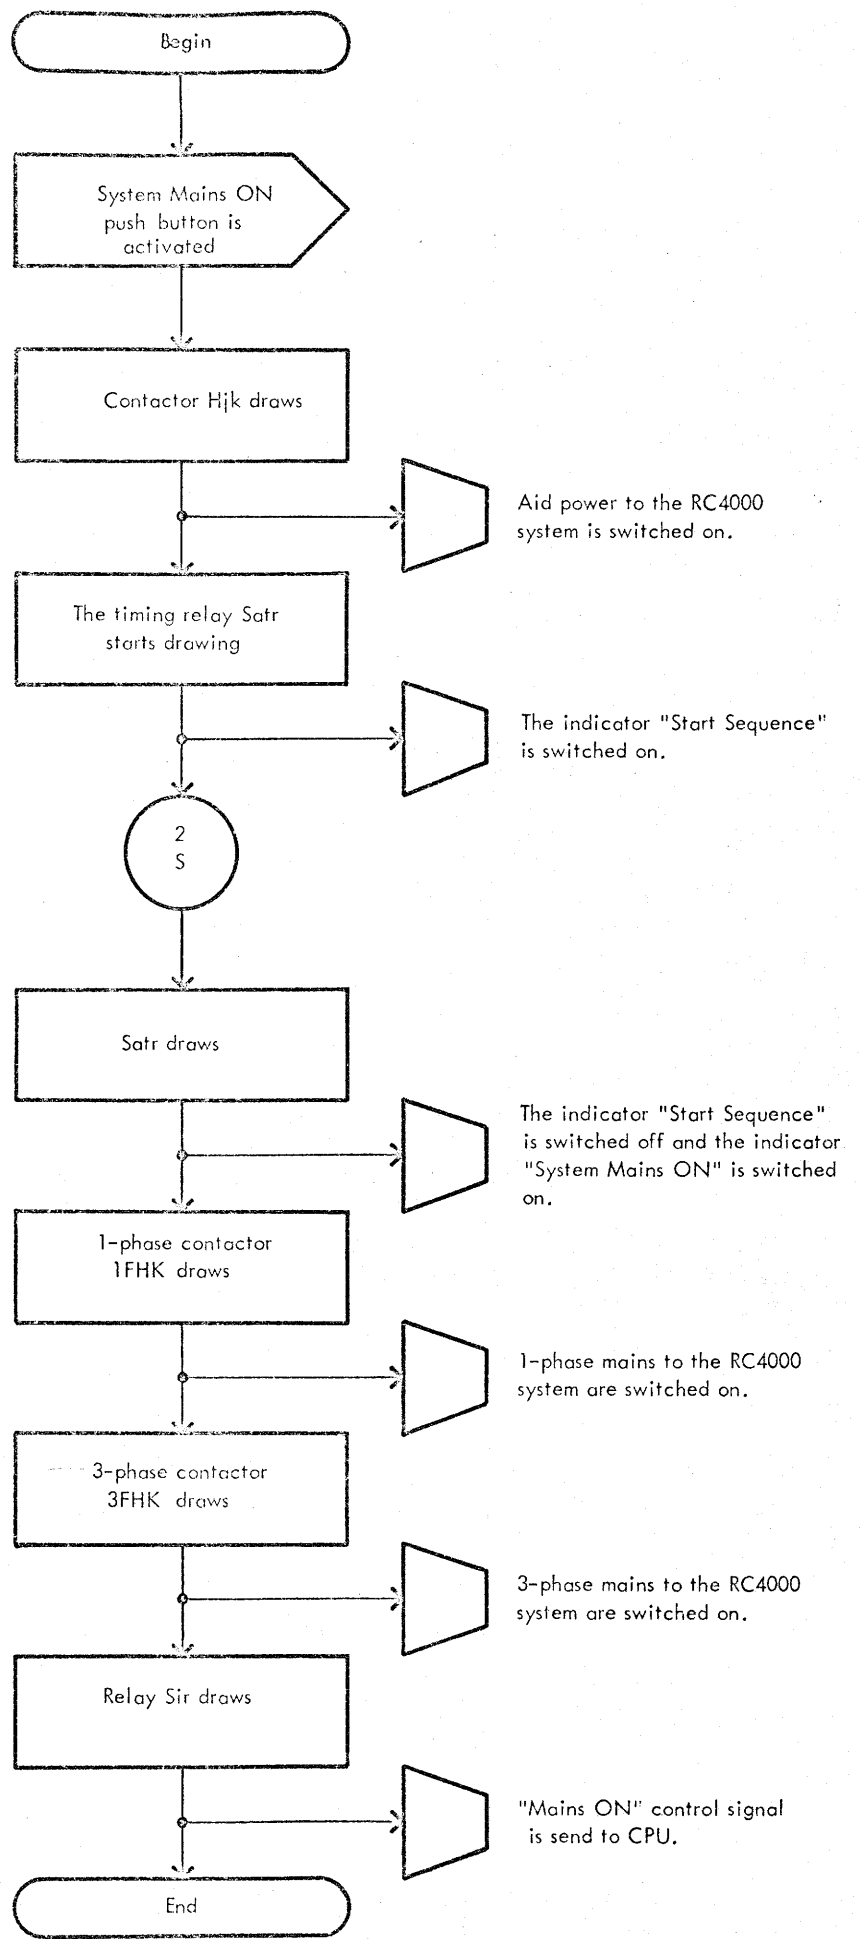 Begin
System Mains ON
push button is
activated
Contactor Hjk draws
Aid power to the RC4000
system is switched on.
The timing relay Satr
starts drawing
The indicator "Start Sequence"
is switched on.
2
S
Satr draws
The indicator "Start Sequence"
is switched off and the indicator
"System Mains ON" is switched
on.
1-phase contactor
1FHK draws
1-phase mains to the RC4000
system are switched on.
3-phase contactor
3FHK draws
3-phase mains to the RC4000
system are switched on.
Relay Sir draws
"Mains ON" control signal
is send to CPU.
End